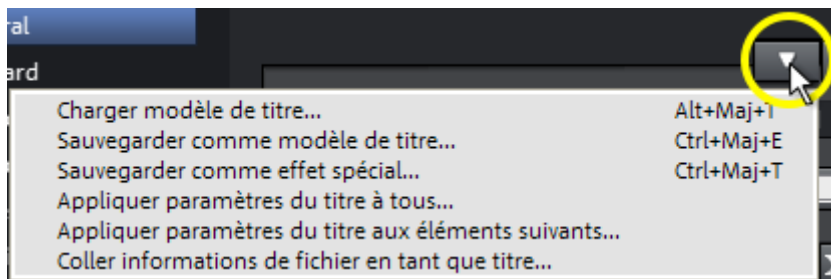 ral
ard
Charger modèle de titre... Alt+Maj+T
Sauvegarder comme modèle de titre... Ctrl+Maj+E
Sauvegarder comme effet spécial... Ctrl+Maj+T
Appliquer paramètres du titre à tous...
Appliquer paramètres du titre aux éléments suivants...
Coller informations de fichier en tant que titre...